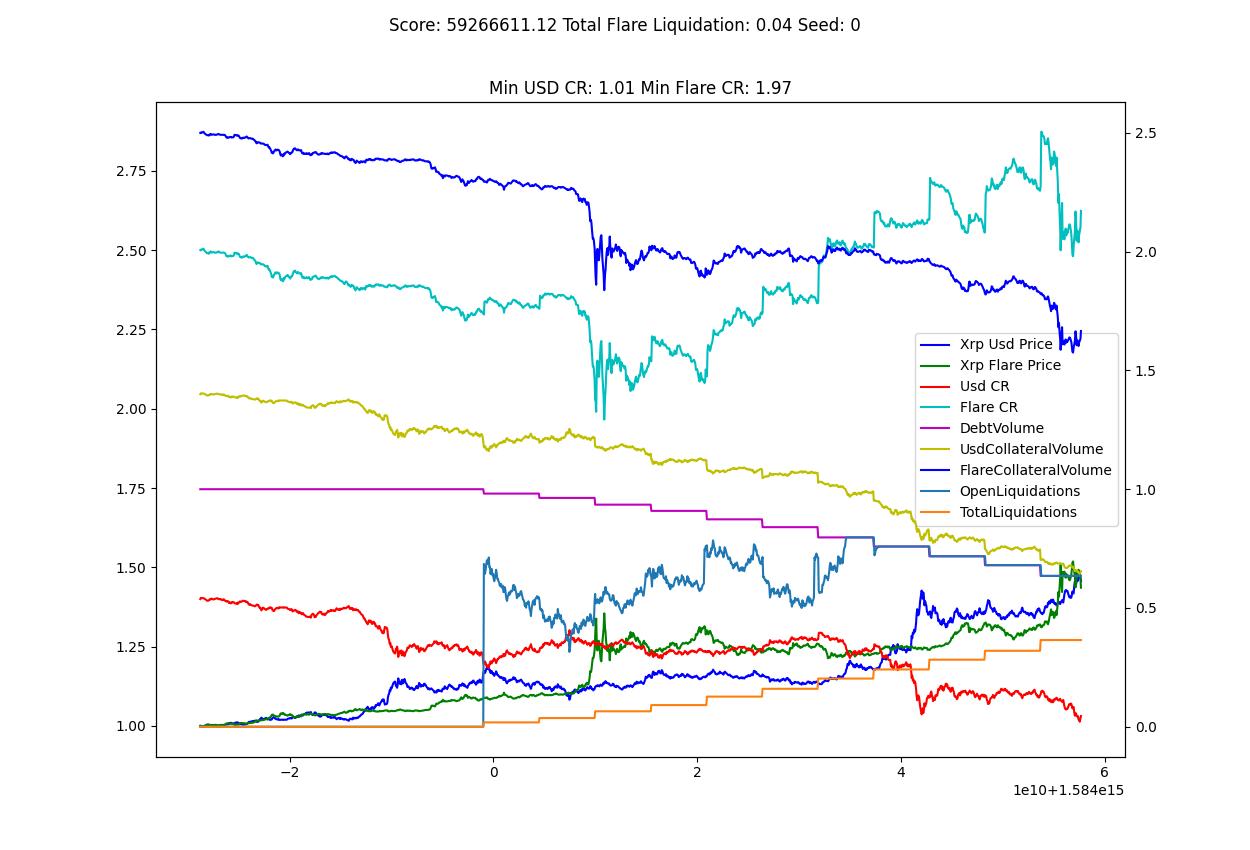 Score: 59266611.12 Total Flare Liquidation: 0.04 Seed: 0
Min USD CR: 1.01 Min Flare CR: 1.97
2.75
2.50
2.25
2.00
1.75
1.50
1.25
1.00
2.5
2.0
1.5
1.0
0.5
0.0
Xrp Usd Price
Xrp Flare Price
Usd CR
Flare CR
DebtVolume
UsdCollateralVolume
FlareCollateralVolume
OpenLiquidations
TotalLiquidations
−2 0 2 4 6
1e10+1.584e15